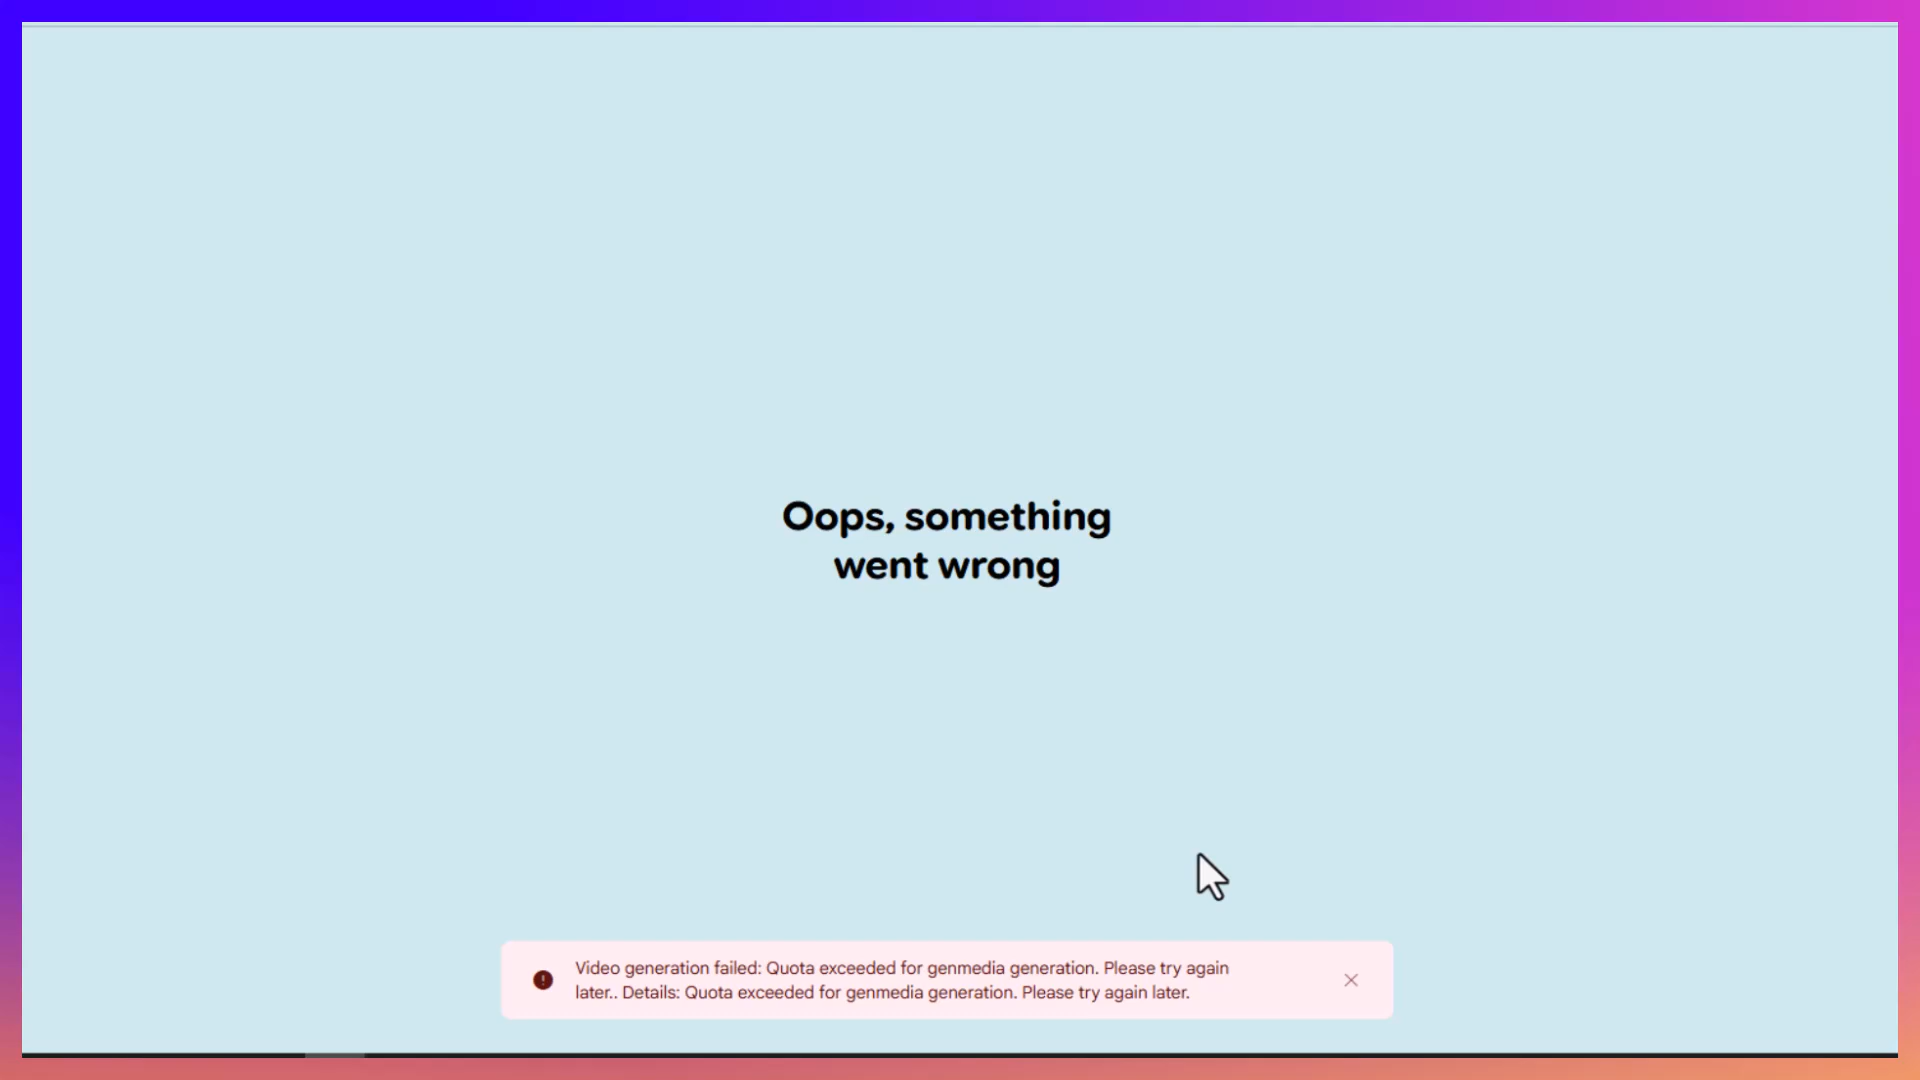 Oops, something
went wrong
Video generation failed: Quota exceeded for genmedia generation. Please try again
later.. Details: Quota exceeded for genmedia generation. Please try again later.